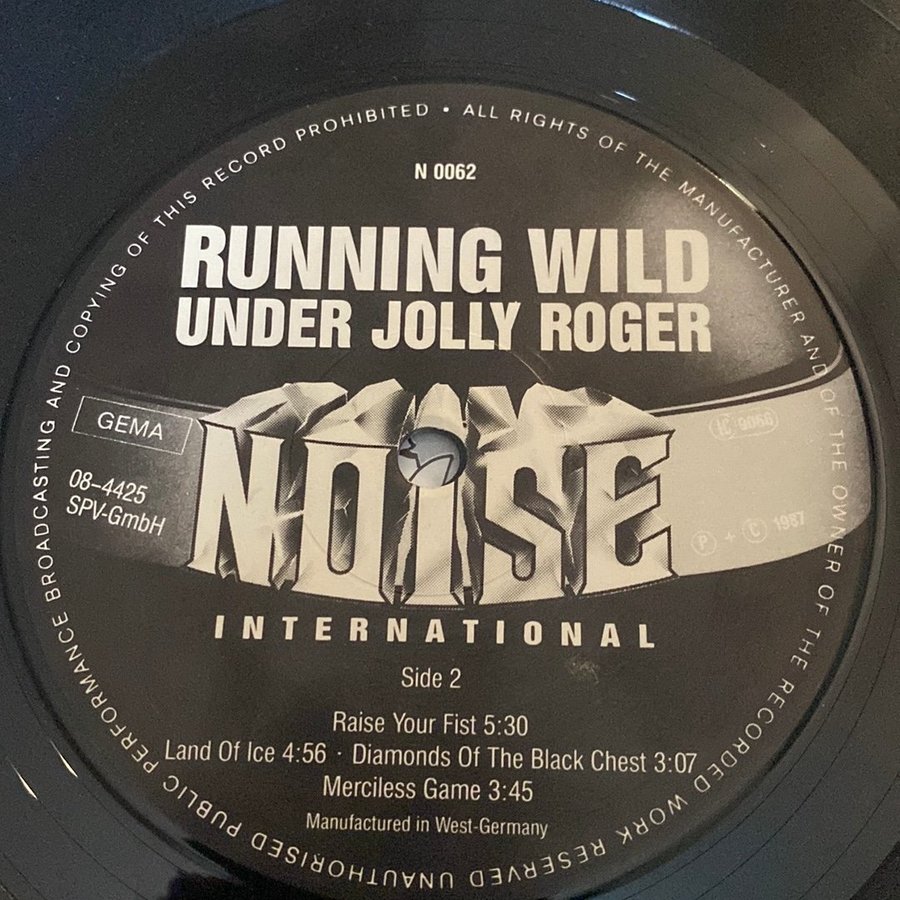 UNAUTHORISED PUBLIC PERFORMANCE BROADCASTING AND COPYING OF THIS RECORD PROHIBITED • ALL RIGHTS OF THE MANUFACTURER AND OF THE OWNER OF THE RECORDED WORK RESERVED
N 0062
RUNNING WILD
UNDER JOLLY ROGER
GEMA
08-4425
SPV-GmbH
NOISE
Ⓟ + Ⓒ 1987
INTERNATIONAL
Side 2
Raise Your Fist 5:30
Land Of Ice 4:56 · Diamonds Of The Black Chest 3:07
Merciless Game 3:45
Manufactured in West-Germany